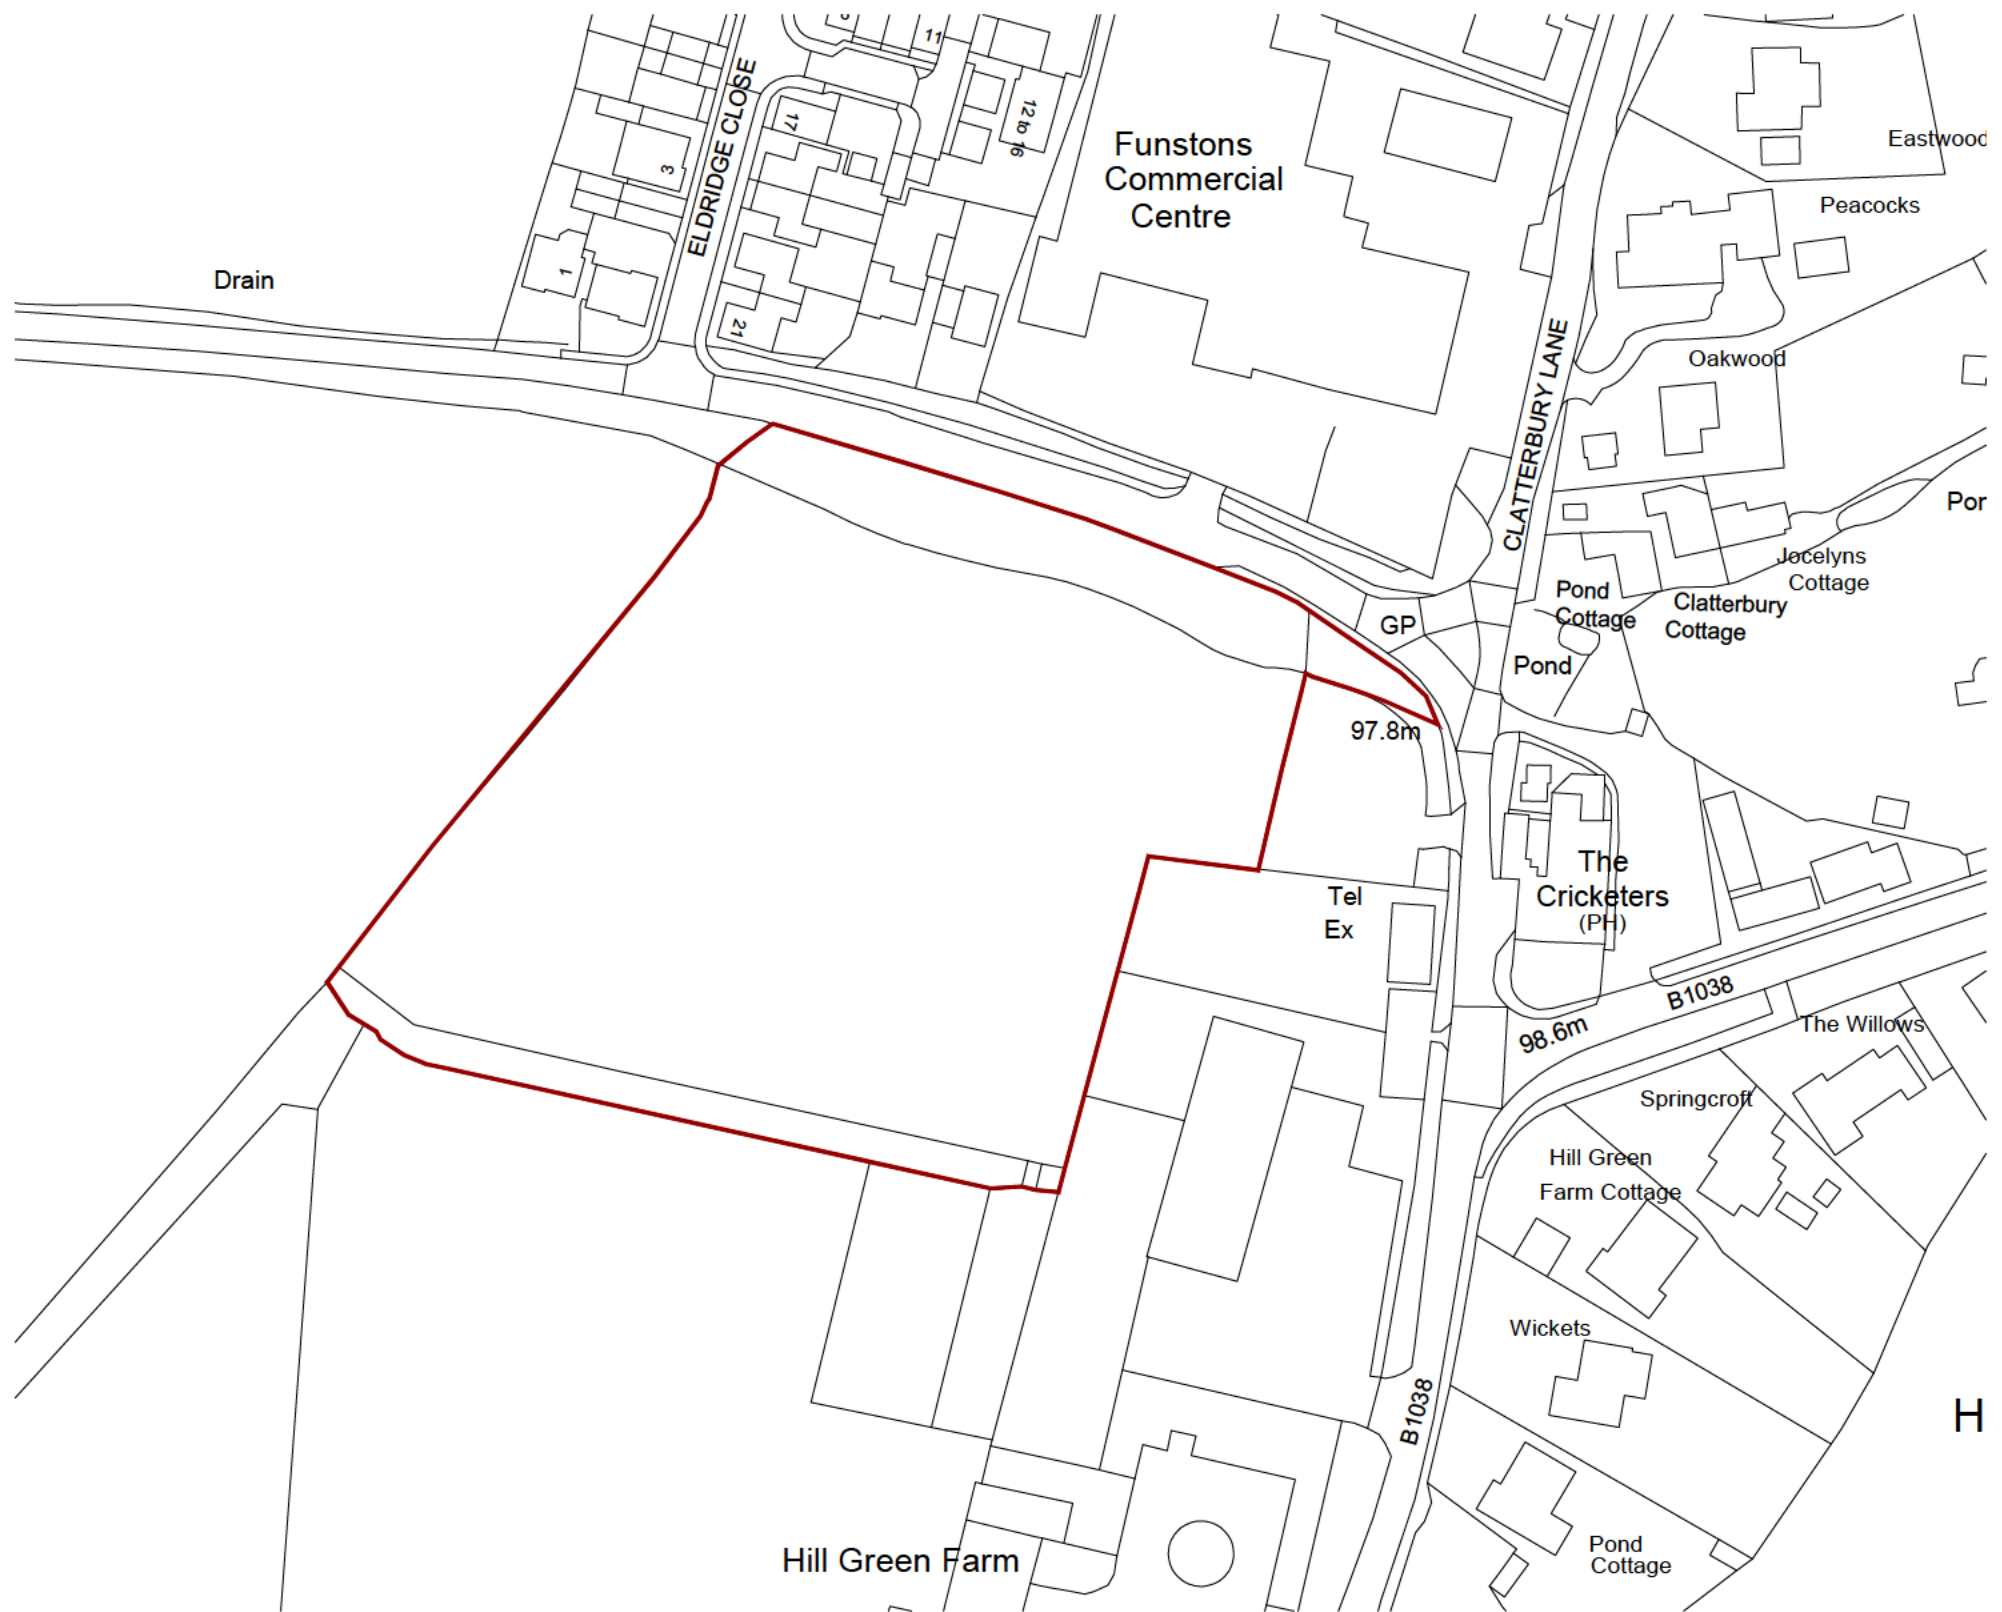 11
ELDRIDGE CLOSE
17
12 to 16
3
Funstons
Commercial
Centre
Eastwood
Peacocks
Drain
1
21
CLATTERBURY LANE
Oakwood
Jocelyns
Cottage
Pond
Cottage
Clatterbury
Cottage
GP
Pond
97.8m
The
Cricketers
(PH)
Tel
Ex
B1038
98.6m
The Willows
Springcroft
Hill Green
Farm Cottage
Wickets
B1038
H
Hill Green Farm
Pond
Cottage